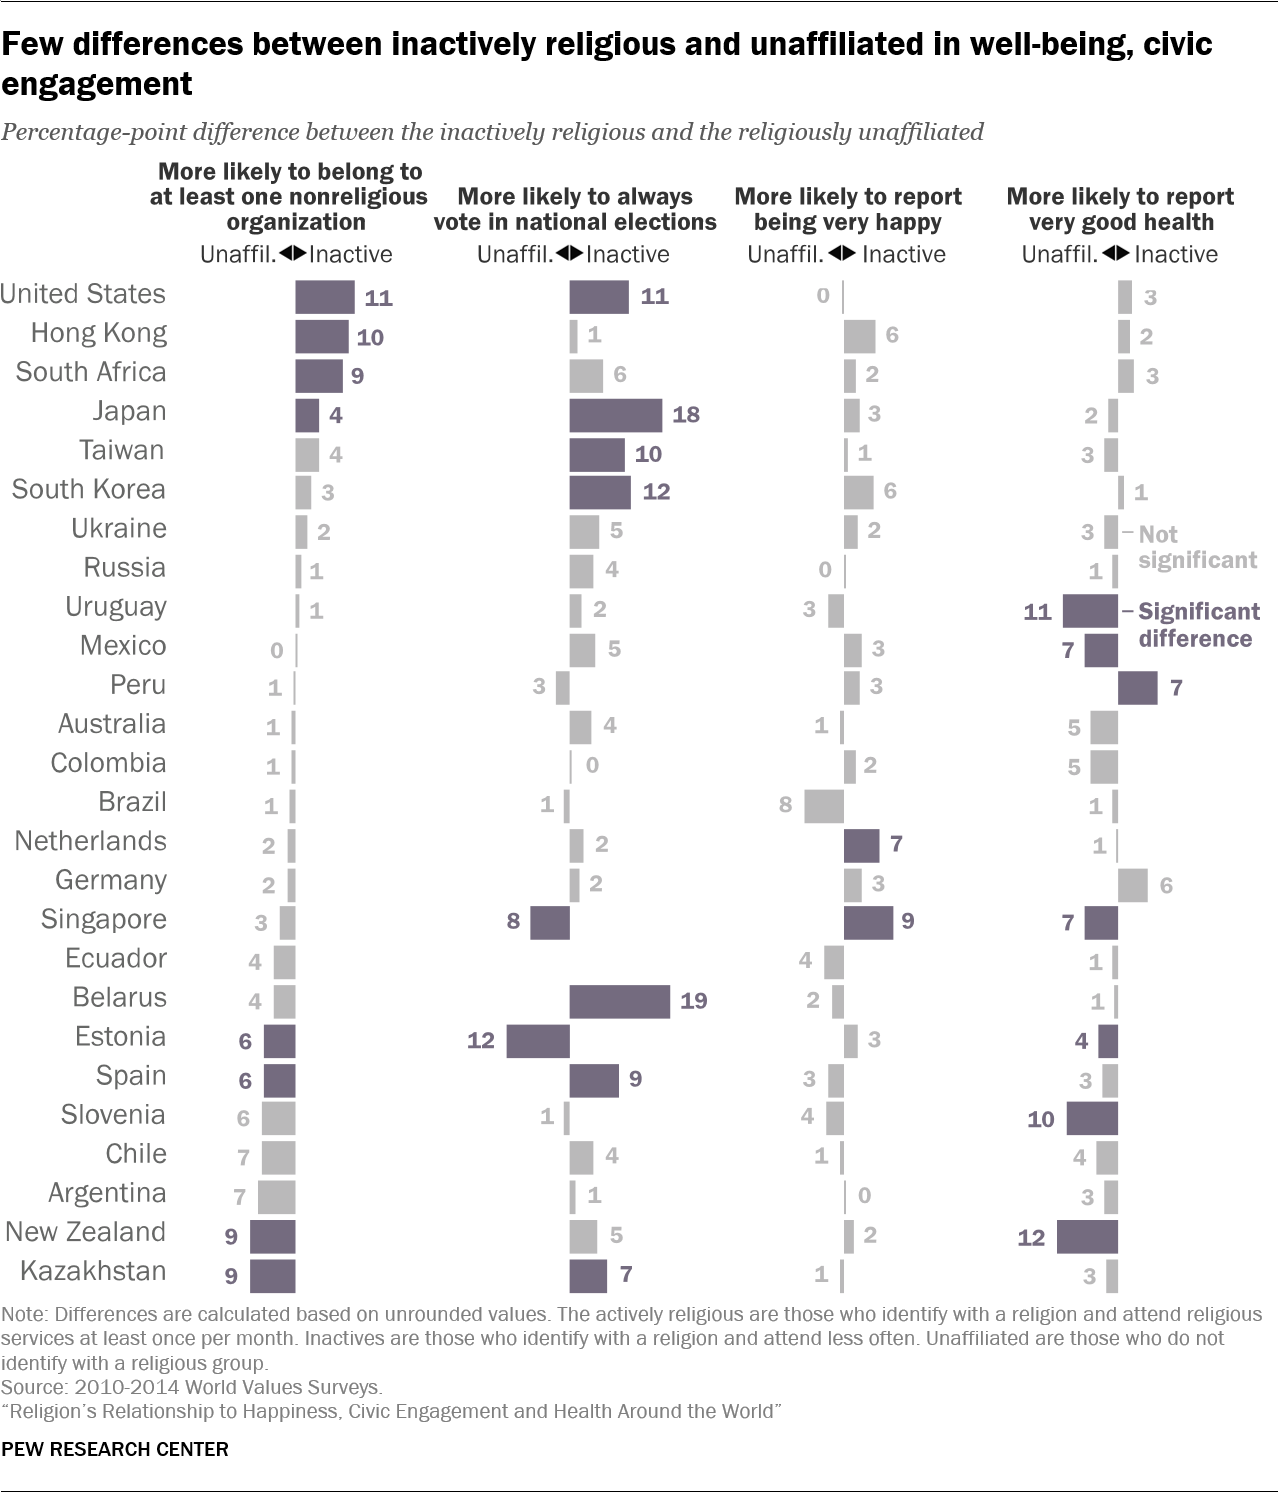 Few differences between inactively religious and unaffiliated in well-being, civic
engagement
Percentage-point difference between the inactively religious and the religiously unaffiliated
More likely to belong to
at least one nonreligious
organization
More likely to always
vote in national elections
More likely to report
being very happy
More likely to report
very good health
Unaffil. ◀▶ Inactive Unaffil. ◀▶ Inactive Unaffil. ◀▶ Inactive Unaffil. ◀▶ Inactive
United States 11 11 0 3
Hong Kong 10 1 6 2
South Africa 9 6 2 3
Japan 4 18 3 2
Taiwan 4 10 1 3
South Korea 3 12 6 1
Ukraine 2 5 2 3 Not
significant
Russia 1 4 0 1
Uruguay 1 2 3 11 Significant
difference
Mexico 0 5 3 7
Peru 1 3 3 7
Australia 1 4 1 5
Colombia 1 0 2 5
Brazil 1 1 8 1
Netherlands 2 2 7 1
Germany 2 2 3 6
Singapore 3 8 9 7
Ecuador 4 4 1
Belarus 4 19 2 1
Estonia 6 12 3 4
Spain 6 9 3 3
Slovenia 6 1 4 10
Chile 7 4 1 4
Argentina 7 1 0 3
New Zealand 9 5 2 12
Kazakhstan 9 7 1 3
Note: Differences are calculated based on unrounded values. The actively religious are those who identify with a religion and attend religious
services at least once per month. Inactives are those who identify with a religion and attend less often. Unaffiliated are those who do not
identify with a religious group.
Source: 2010-2014 World Values Surveys.
“Religion’s Relationship to Happiness, Civic Engagement and Health Around the World”
PEW RESEARCH CENTER